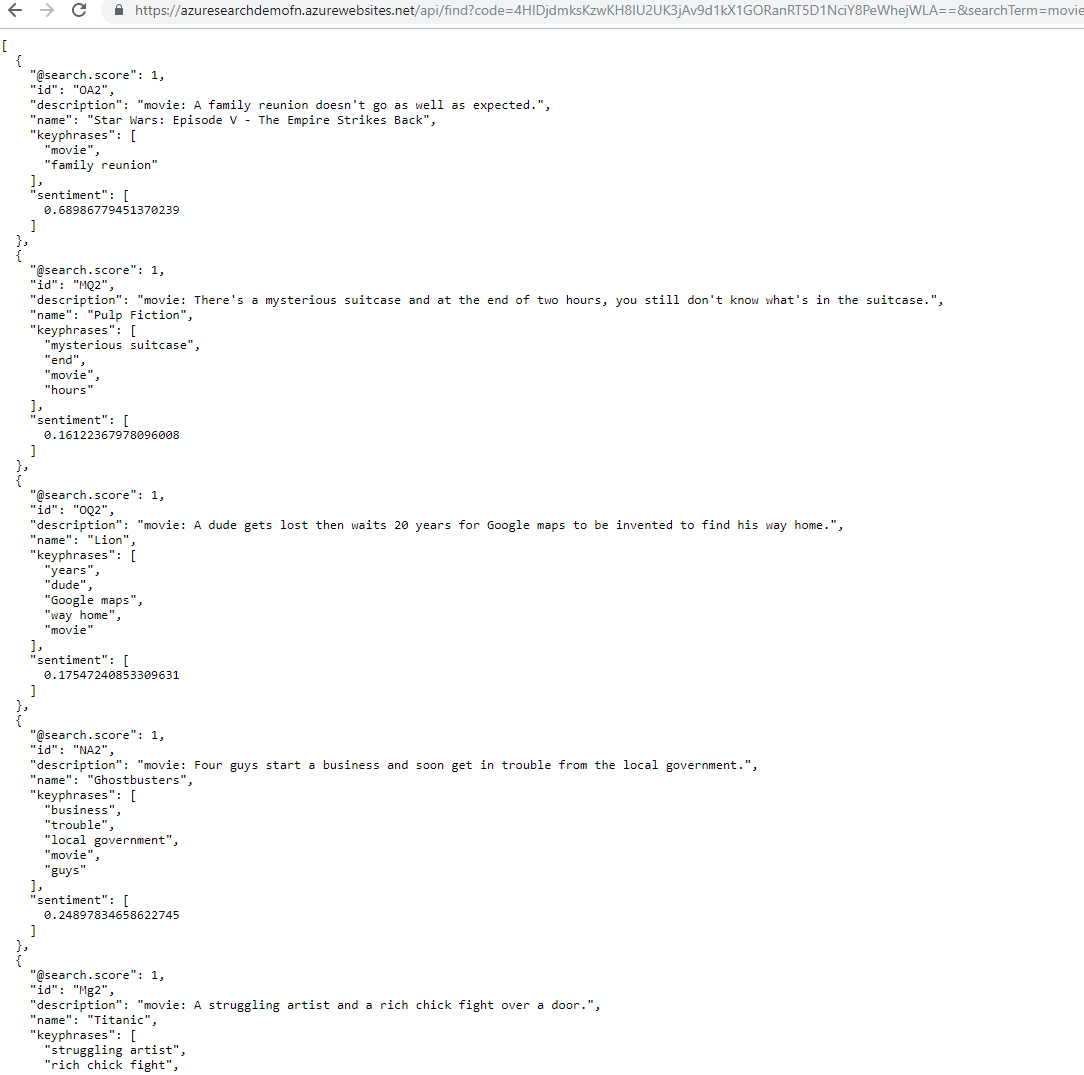 https://azuresearchdemofn.azurewebsites.net/api/find?code=4HIDjdmksKzwKH8IU2UK3jAv9d1kX1GORanRT5D1NciY8PeWhejWLA==&searchTerm=movie
[
  {
    "@search.score": 1,
    "id": "OA2",
    "description": "movie: A family reunion doesn't go as well as expected.",
    "name": "Star Wars: Episode V - The Empire Strikes Back",
    "keyphrases": [
      "movie",
      "family reunion"
    ],
    "sentiment": [
      0.68986779451370239
    ]
  },
  {
    "@search.score": 1,
    "id": "MQ2",
    "description": "movie: There's a mysterious suitcase and at the end of two hours, you still don't know what's in the suitcase.",
    "name": "Pulp Fiction",
    "keyphrases": [
      "mysterious suitcase",
      "end",
      "movie",
      "hours"
    ],
    "sentiment": [
      0.16122367978096008
    ]
  },
  {
    "@search.score": 1,
    "id": "OQ2",
    "description": "movie: A dude gets lost then waits 20 years for Google maps to be invented to find his way home.",
    "name": "Lion",
    "keyphrases": [
      "years",
      "dude",
      "Google maps",
      "way home",
      "movie"
    ],
    "sentiment": [
      0.17547240853309631
    ]
  },
  {
    "@search.score": 1,
    "id": "NA2",
    "description": "movie: Four guys start a business and soon get in trouble from the local government.",
    "name": "Ghostbusters",
    "keyphrases": [
      "business",
      "trouble",
      "local government",
      "movie",
      "guys"
    ],
    "sentiment": [
      0.24897834658622745
    ]
  },
  {
    "@search.score": 1,
    "id": "Mg2",
    "description": "movie: A struggling artist and a rich chick fight over a door.",
    "name": "Titanic",
    "keyphrases": [
      "struggling artist",
      "rich chick fight",